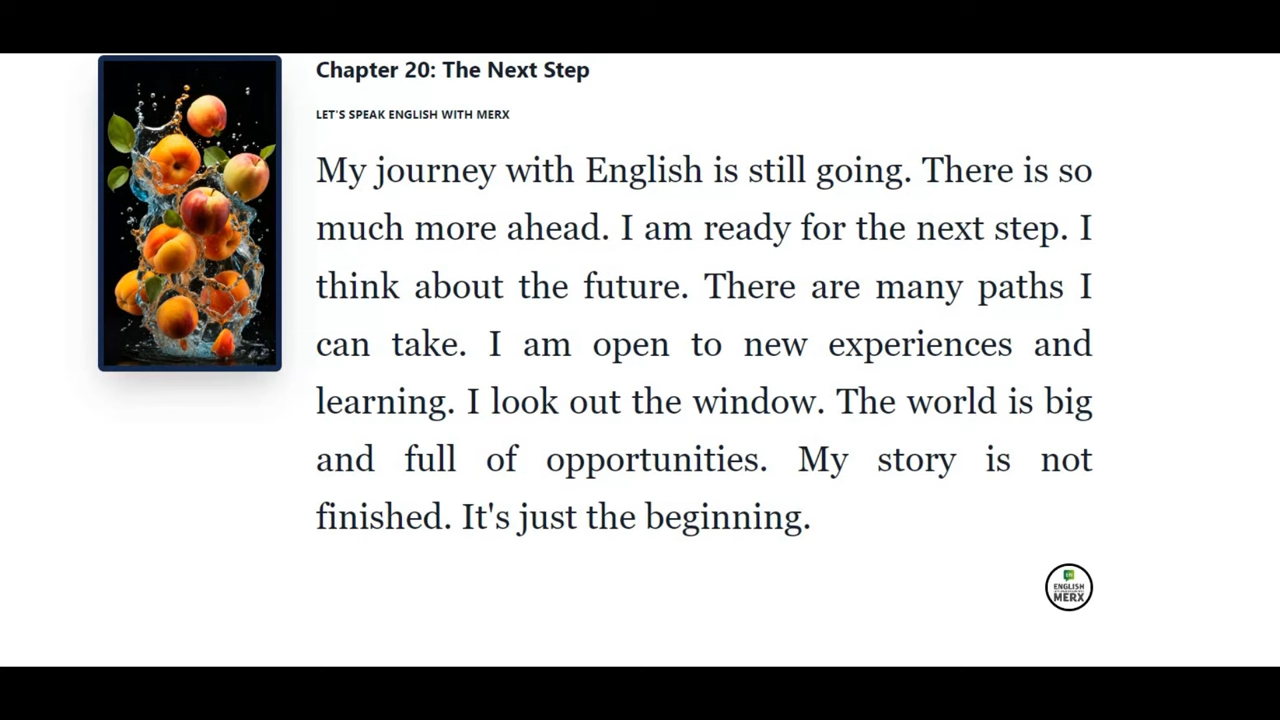 Chapter 20: The Next Step
LET'S SPEAK ENGLISH WITH MERX
My journey with English is still going. There is so
much more ahead. I am ready for the next step. I
think about the future. There are many paths I
can take. I am open to new experiences and
learning. I look out the window. The world is big
and full of opportunities. My story is not
finished. It's just the beginning.
ENGLISH
MERX